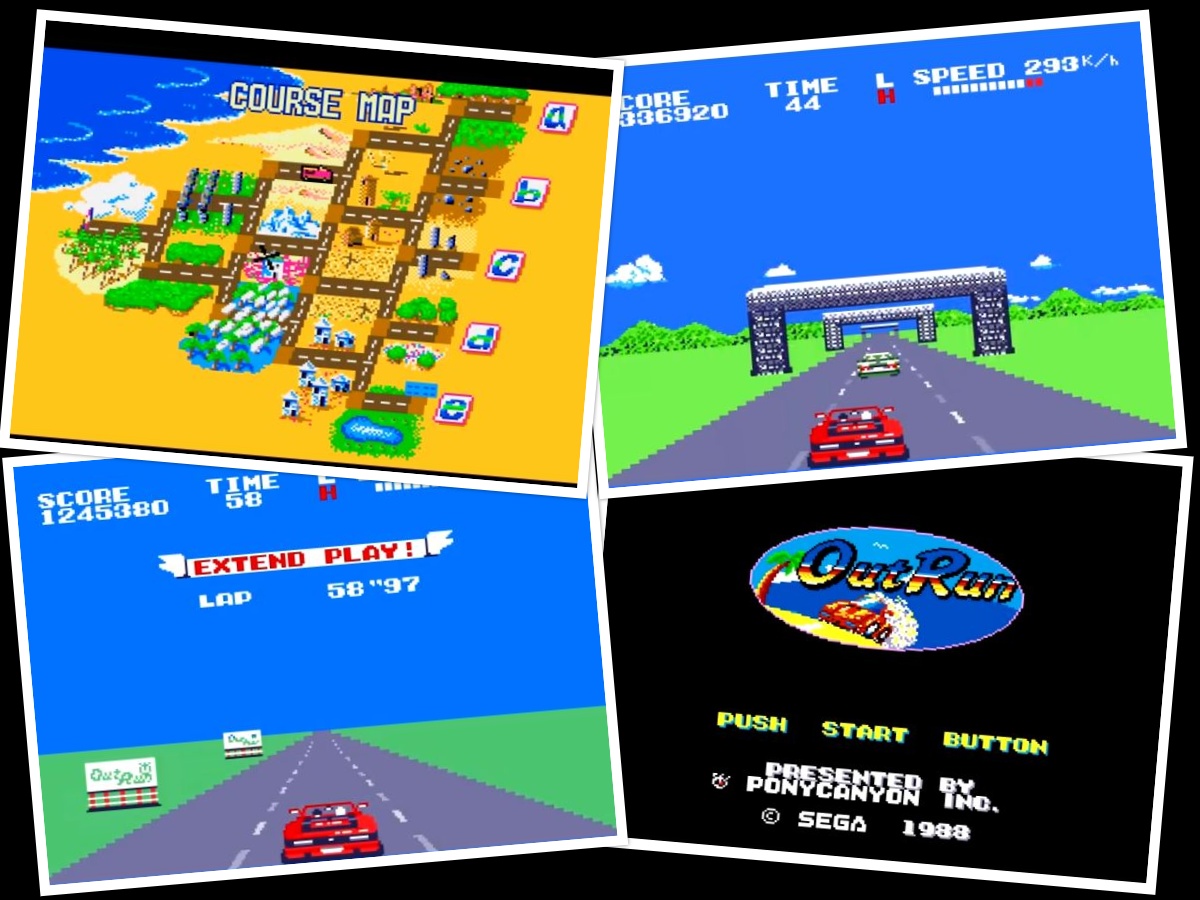 COURSE MAP
a
b
c
d
e
CORE TIME L SPEED 293K/h
336920 44 H
SCORE TIME L
1245380 58 H
EXTEND PLAY!
LAP 58"97
OutRun
OutRun
OutRun
PUSH START BUTTON
PRESENTED BY
PONYCANYON INC.
© SEGA 1988